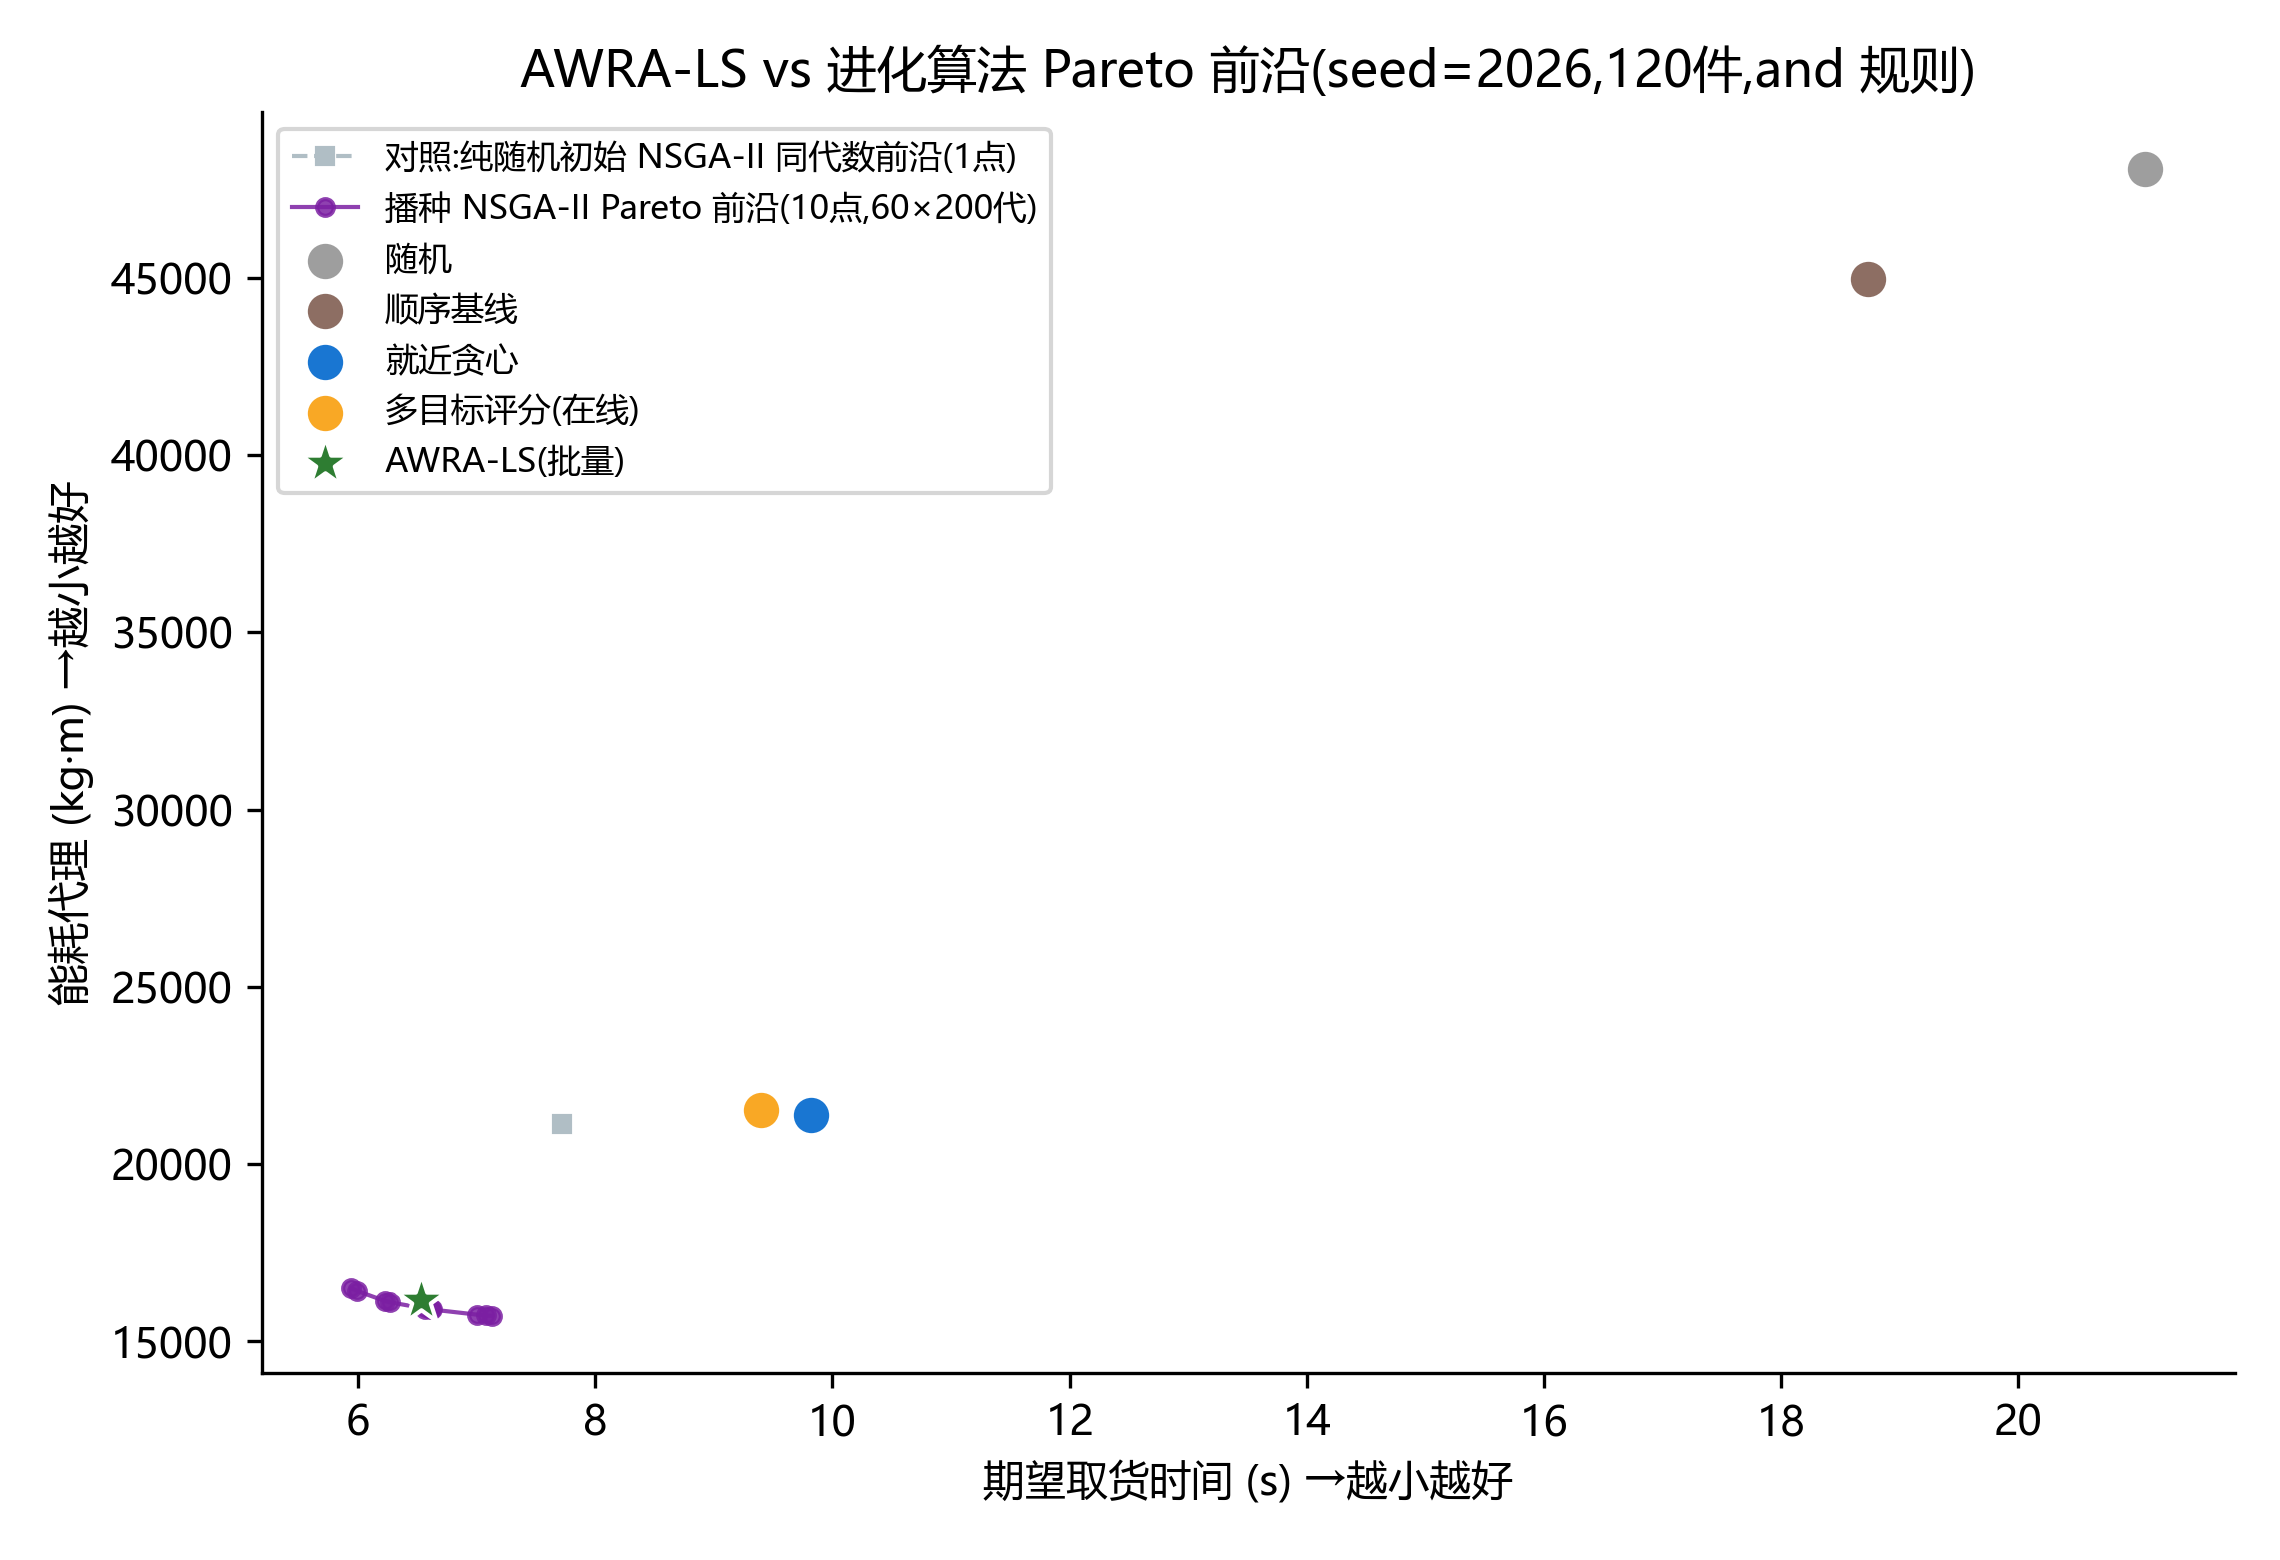 AWRA-LS vs 进化算法 Pareto 前沿(seed=2026,120件,and 规则)
对照:纯随机初始 NSGA-II 同代数前沿(1点)
播种 NSGA-II Pareto 前沿(10点,60×200代)
随机
顺序基线
就近贪心
多目标评分(在线)
AWRA-LS(批量)
能耗代理 (kg·m) →越小越好
45000
40000
35000
30000
25000
20000
15000
6 8 10 12 14 16 18 20
期望取货时间 (s) →越小越好